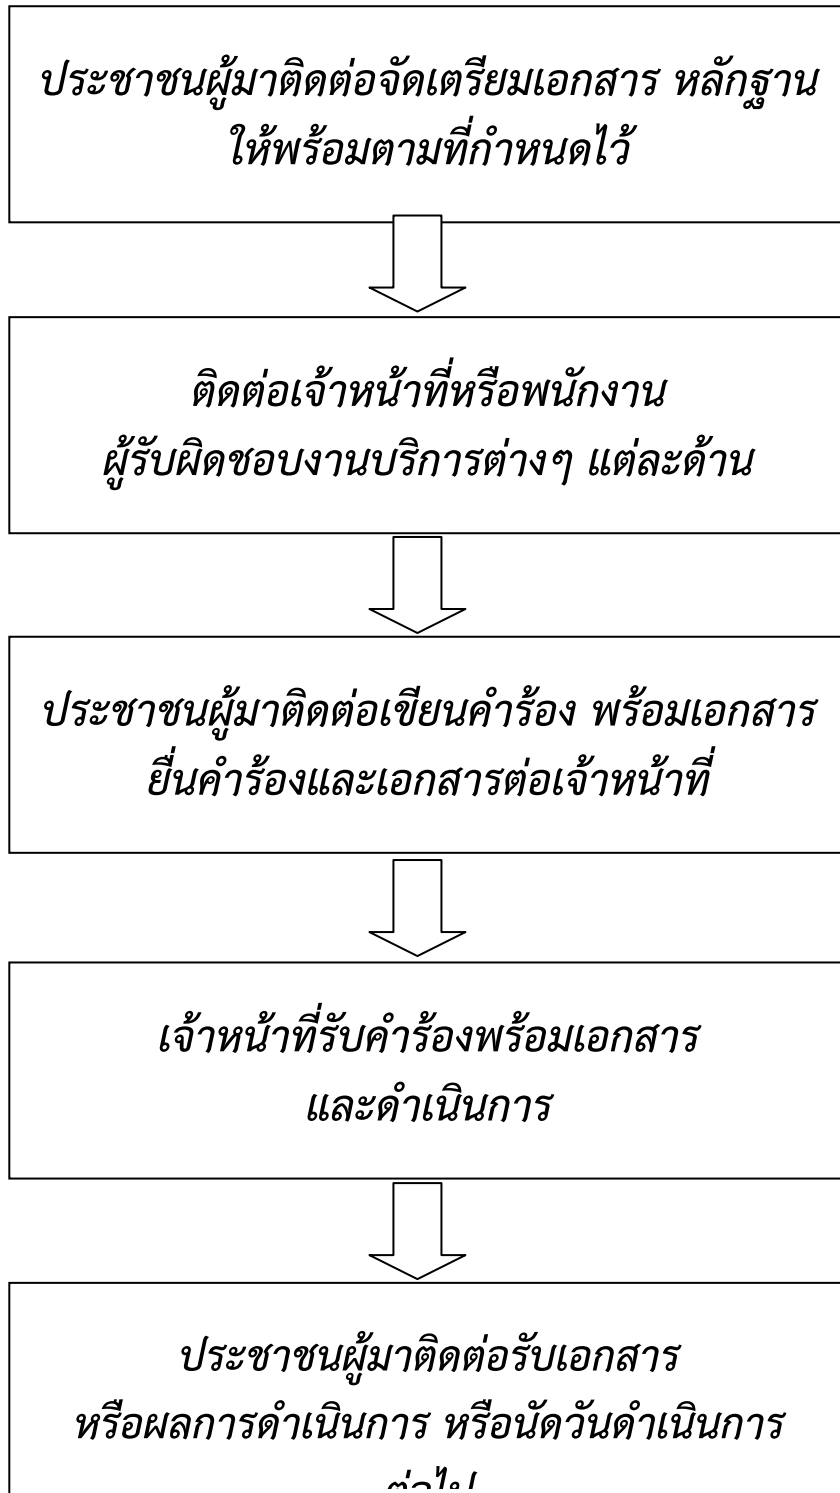 ประชาชนผู้มาติดต่อจัดเตรียมเอกสาร หลักฐาน
ให้พร้อมตามที่กำหนดไว้
ติดต่อเจ้าหน้าที่หรือพนักงาน
ผู้รับผิดชอบงานบริการต่างๆ แต่ละด้าน
ประชาชนผู้มาติดต่อเขียนคำร้อง พร้อมเอกสาร
ยื่นคำร้องและเอกสารต่อเจ้าหน้าที่
เจ้าหน้าที่รับคำร้องพร้อมเอกสาร
และดำเนินการ
ประชาชนผู้มาติดต่อรับเอกสาร
หรือผลการดำเนินการ หรือนัดวันดำเนินการ
ต่อไป